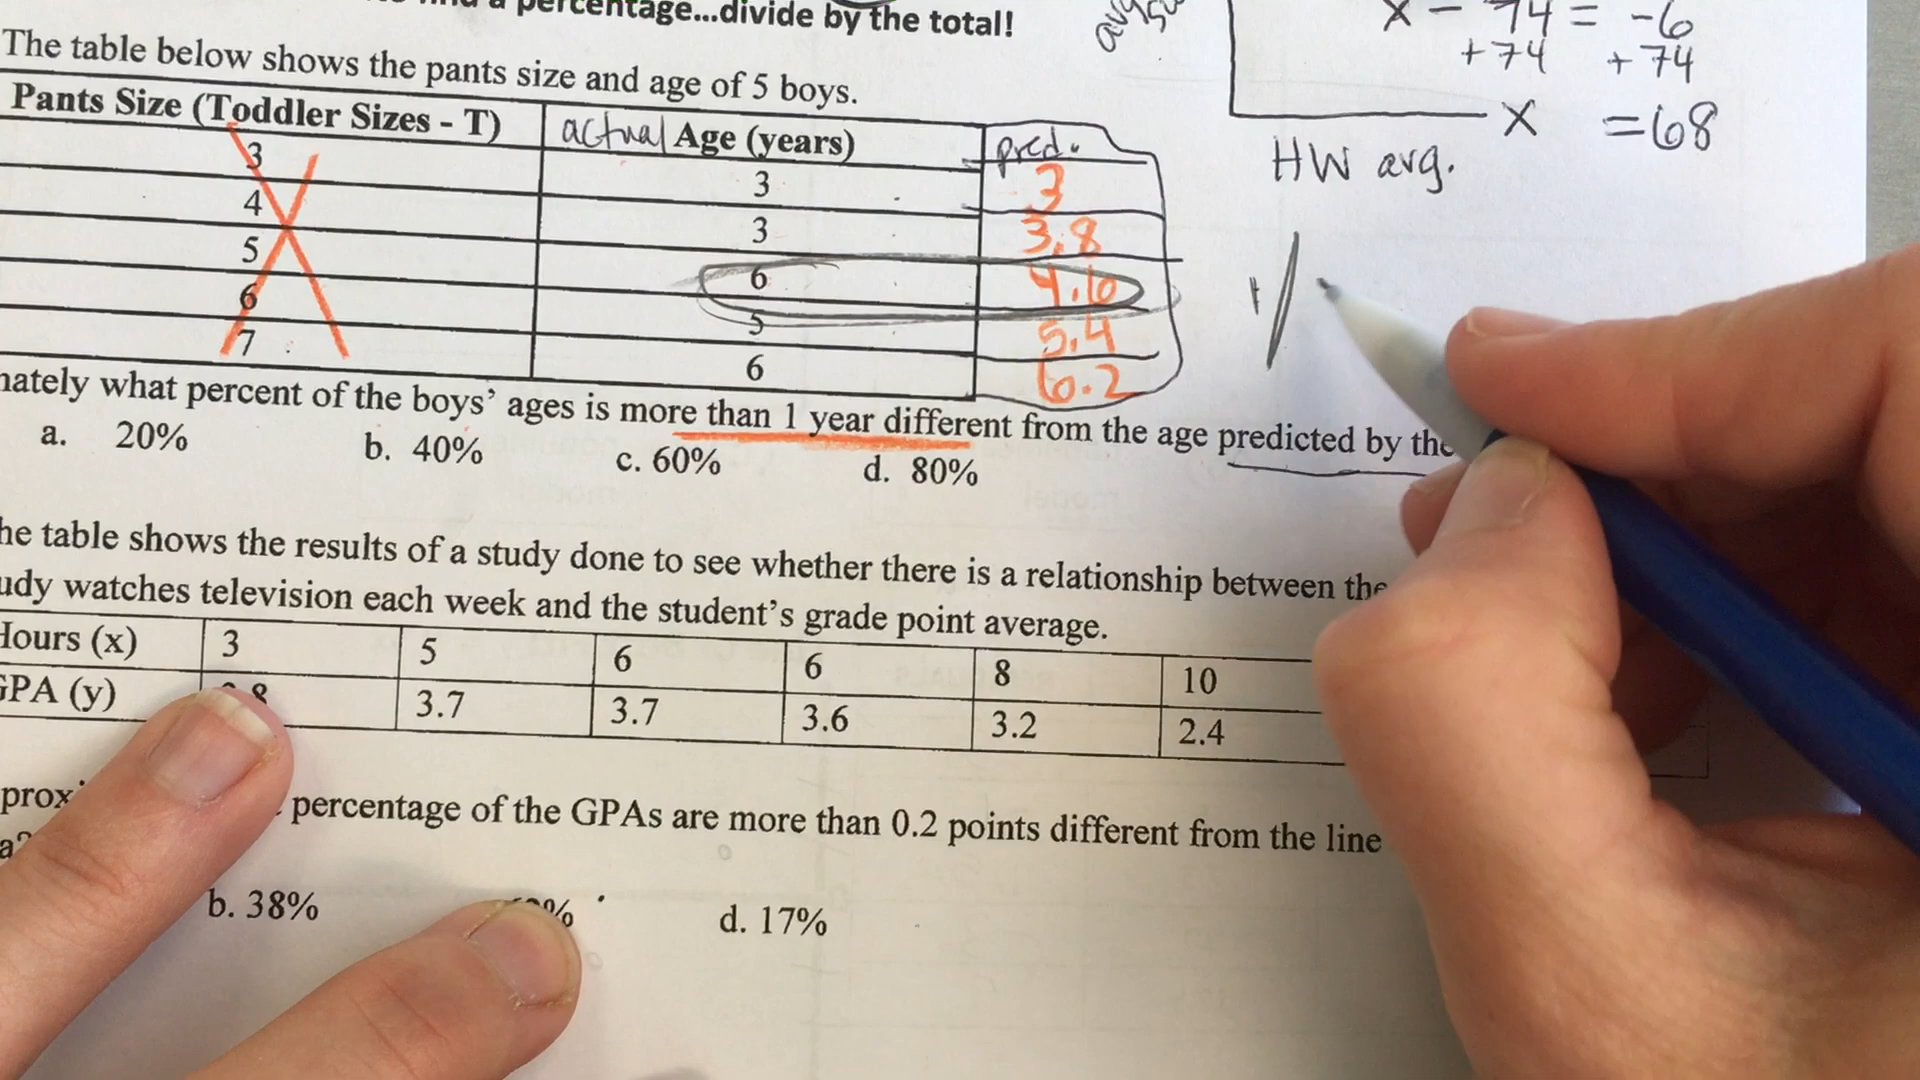 a percentage...divide by the total!
The table below shows the pants size and age of 5 boys.
Pants Size (Toddler Sizes - T) actual Age (years) pred.
3 3 3
4 3 3.8
5 6 4.6
6 5 5.4
7 6 6.2
what percent of the boys' ages is more than 1 year different from the age predicted by the
a. 20% b. 40% c. 60% d. 80%
table shows the results of a study done to see whether there is a relationship between the
watches television each week and the student's grade point average.
(x) 3 5 6 6 8 10
(y) 3.7 3.7 3.6 3.2 2.4
percentage of the GPAs are more than 0.2 points different from the line
b. 38% d. 17%
x - 74 = -6
+74 +74
x = 68
HW avg.